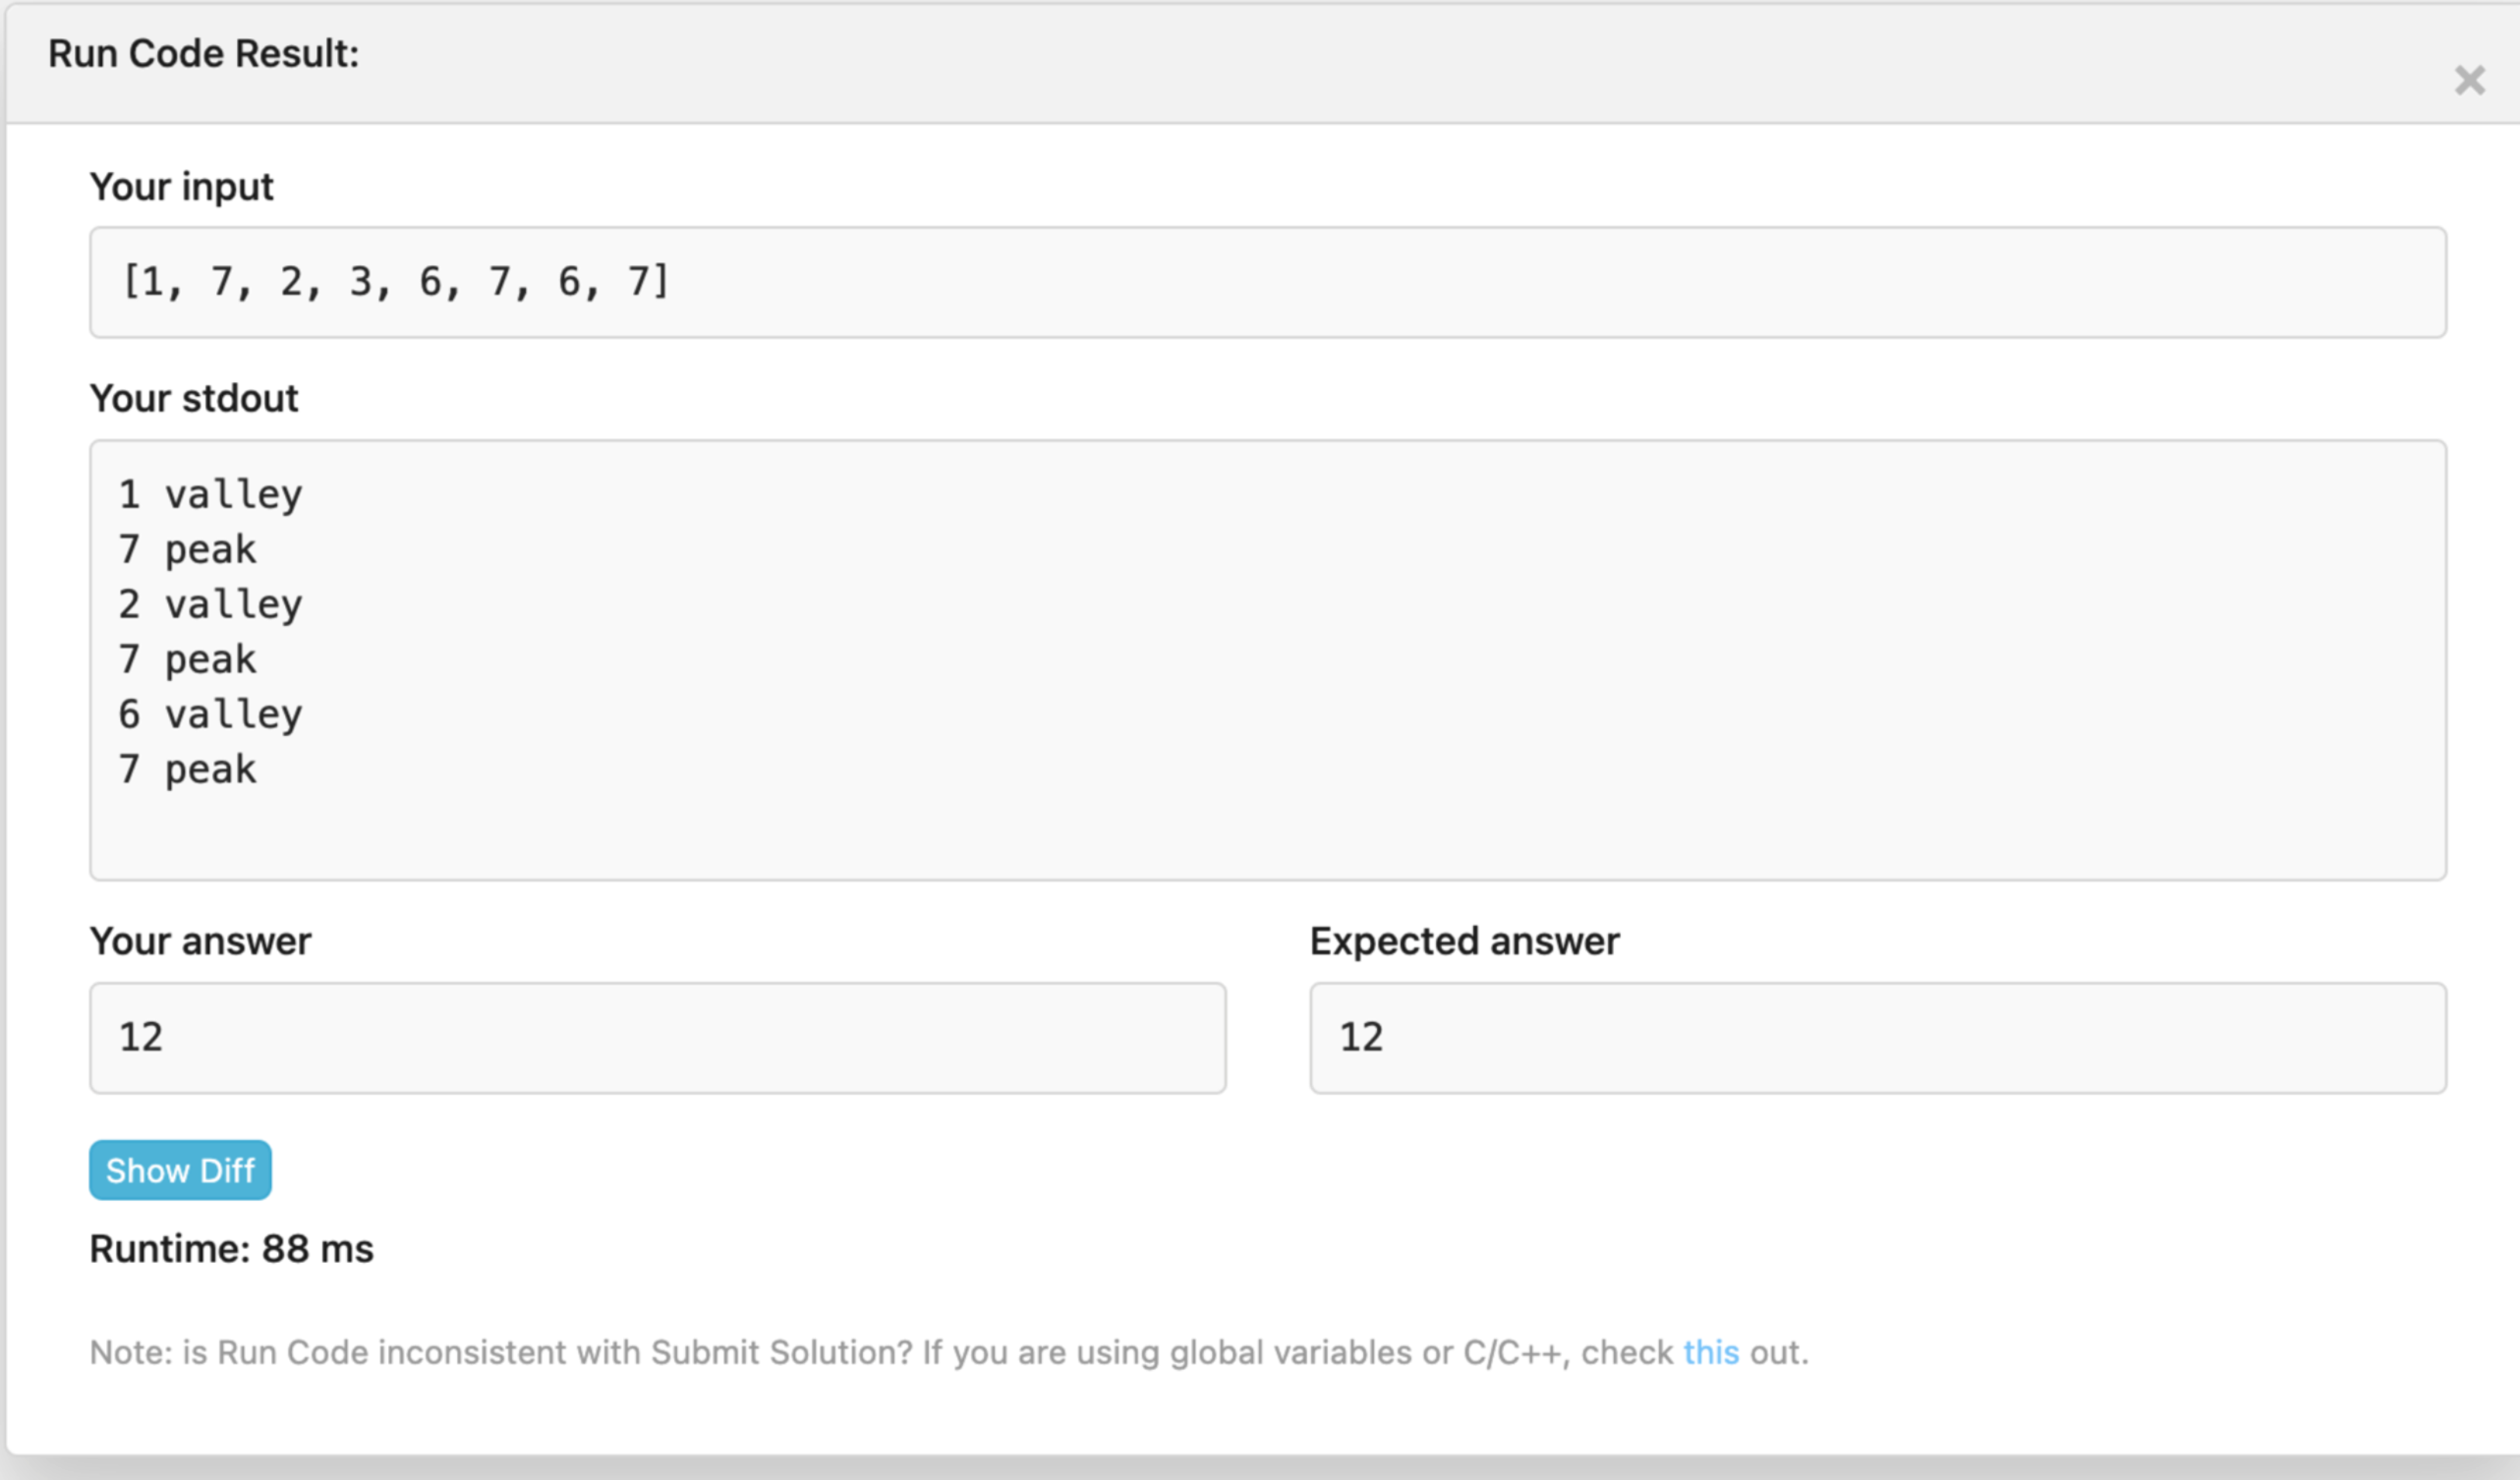 Run Code Result:
×
Your input
[1, 7, 2, 3, 6, 7, 6, 7]
Your stdout
1 valley
7 peak
2 valley
7 peak
6 valley
7 peak
Your answer
Expected answer
12
12
Show Diff
Runtime: 88 ms
Note: is Run Code inconsistent with Submit Solution? If you are using global variables or C/C++, check this out.